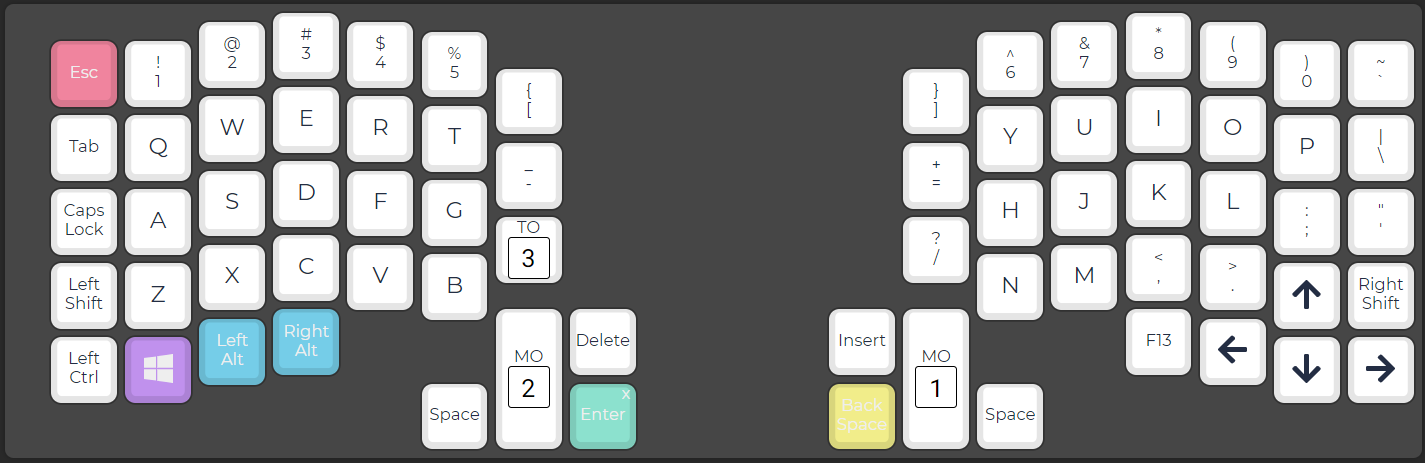 Esc
!
1
@
2
#
3
$
4
%
5
{
[
}
]
^
6
&
7
*
8
(
9
)
0
~
`
Tab
Q
W
E
R
T
_
-
+
=
Y
U
I
O
P
|
\
Caps
Lock
A
S
D
F
G
TO
3
?
/
H
J
K
L
:
;
"
'
Left
Shift
Z
X
C
V
B
N
M
<
,
>
.
Right
Shift
Left
Ctrl
Left
Alt
Right
Alt
MO
2
Delete
Insert
MO
1
F13
Space
x
Enter
Back
Space
Space